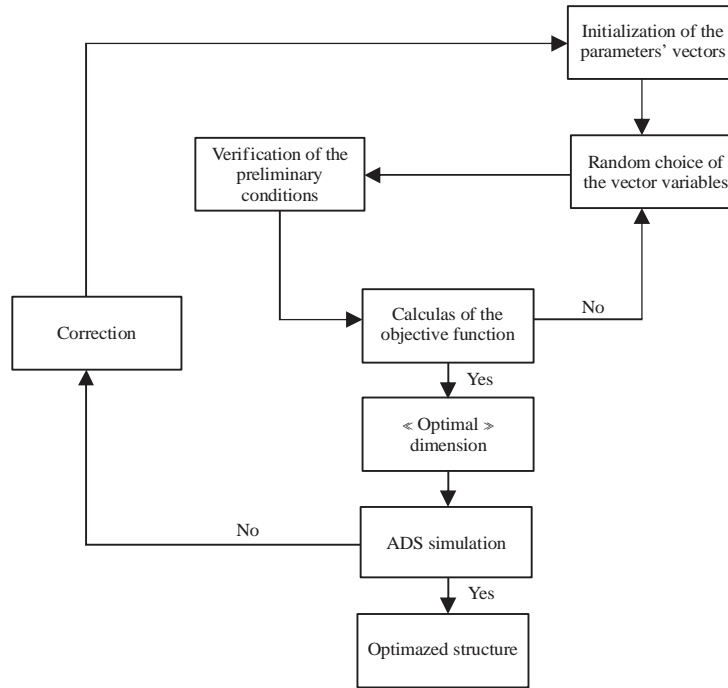 Initialization of the
parameters’ vectors
Verification of the
preliminary
conditions
Random choice of
the vector variables
Correction
Calculas of the
objective function
No
Yes
≪ Optimal ≫
dimension
No
ADS simulation
Yes
Optimazed structure